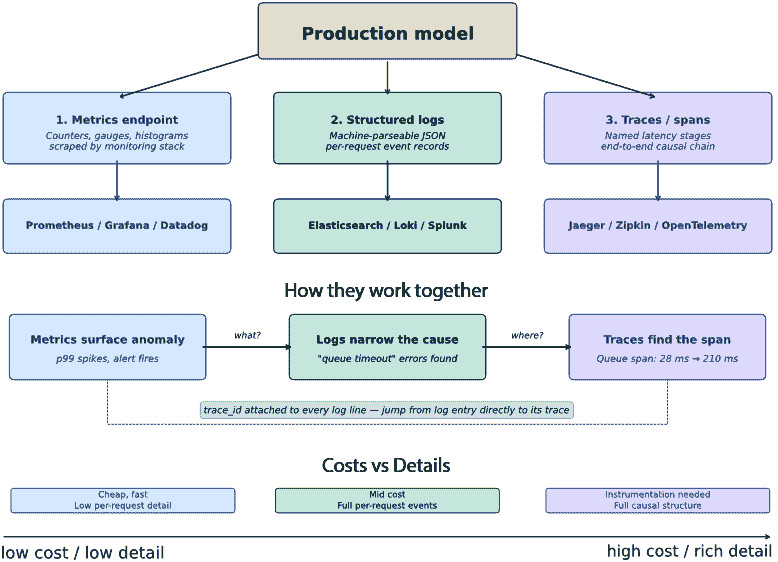 Production model
1. Metrics endpoint
Counters, gauges, histograms
scraped by monitoring stack
2. Structured logs
Machine-parseable JSON
per-request event records
3. Traces / spans
Named latency stages
end-to-end causal chain
Prometheus / Grafana / Datadog
Elasticsearch / Loki / Splunk
Jaeger / Zipkin / OpenTelemetry
How they work together
Metrics surface anomaly
p99 spikes, alert fires
what?
Logs narrow the cause
"queue timeout" errors found
where?
Traces find the span
Queue span: 28 ms → 210 ms
trace_id attached to every log line — jump from log entry directly to its trace
Costs vs Details
Cheap, fast
Low per-request detail
Mid cost
Full per-request events
Instrumentation needed
Full causal structure
low cost / low detail
high cost / rich detail